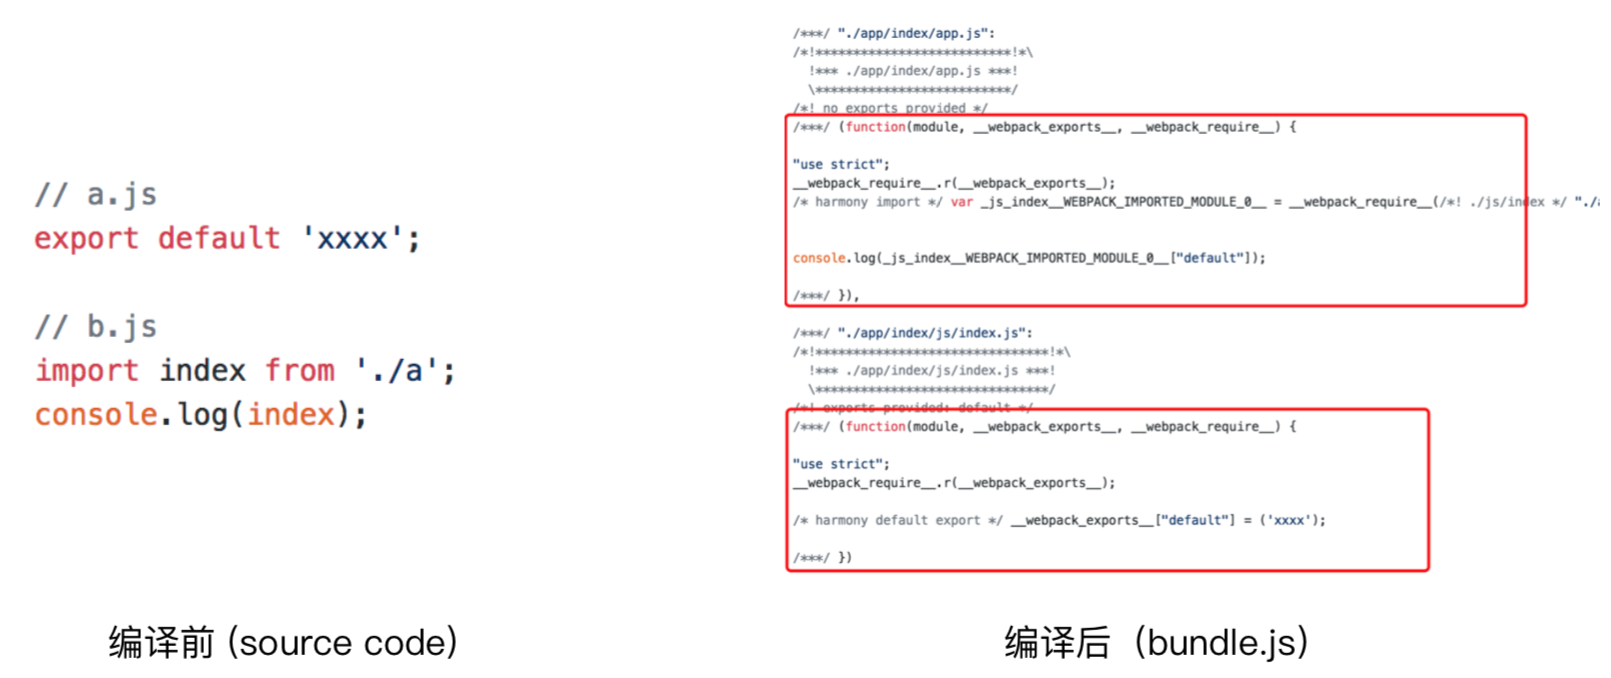 // a.js
export default 'xxxx';
// b.js
import index from './a';
console.log(index);
编译前 (source code)
/***/ "./app/index/app.js":
/*!**************************!*\
!*** ./app/index/app.js ***!
\**************************/
/*! no exports provided */
/***/ (function(module, __webpack_exports__, __webpack_require__) {
"use strict";
__webpack_require__.r(__webpack_exports__);
/* harmony import */ var _js_index__WEBPACK_IMPORTED_MODULE_0__ = __webpack_require__(/*! ./js/index */ "./
console.log(_js_index__WEBPACK_IMPORTED_MODULE_0__["default"]);
/***/ }),
/***/ "./app/index/js/index.js":
/*!*******************************!*\
!*** ./app/index/js/index.js ***!
\*******************************/
/*! exports provided: default */
/***/ (function(module, __webpack_exports__, __webpack_require__) {
"use strict";
__webpack_require__.r(__webpack_exports__);
/* harmony default export */ __webpack_exports__["default"] = ('xxxx');
/***/ })
编译后（bundle.js）